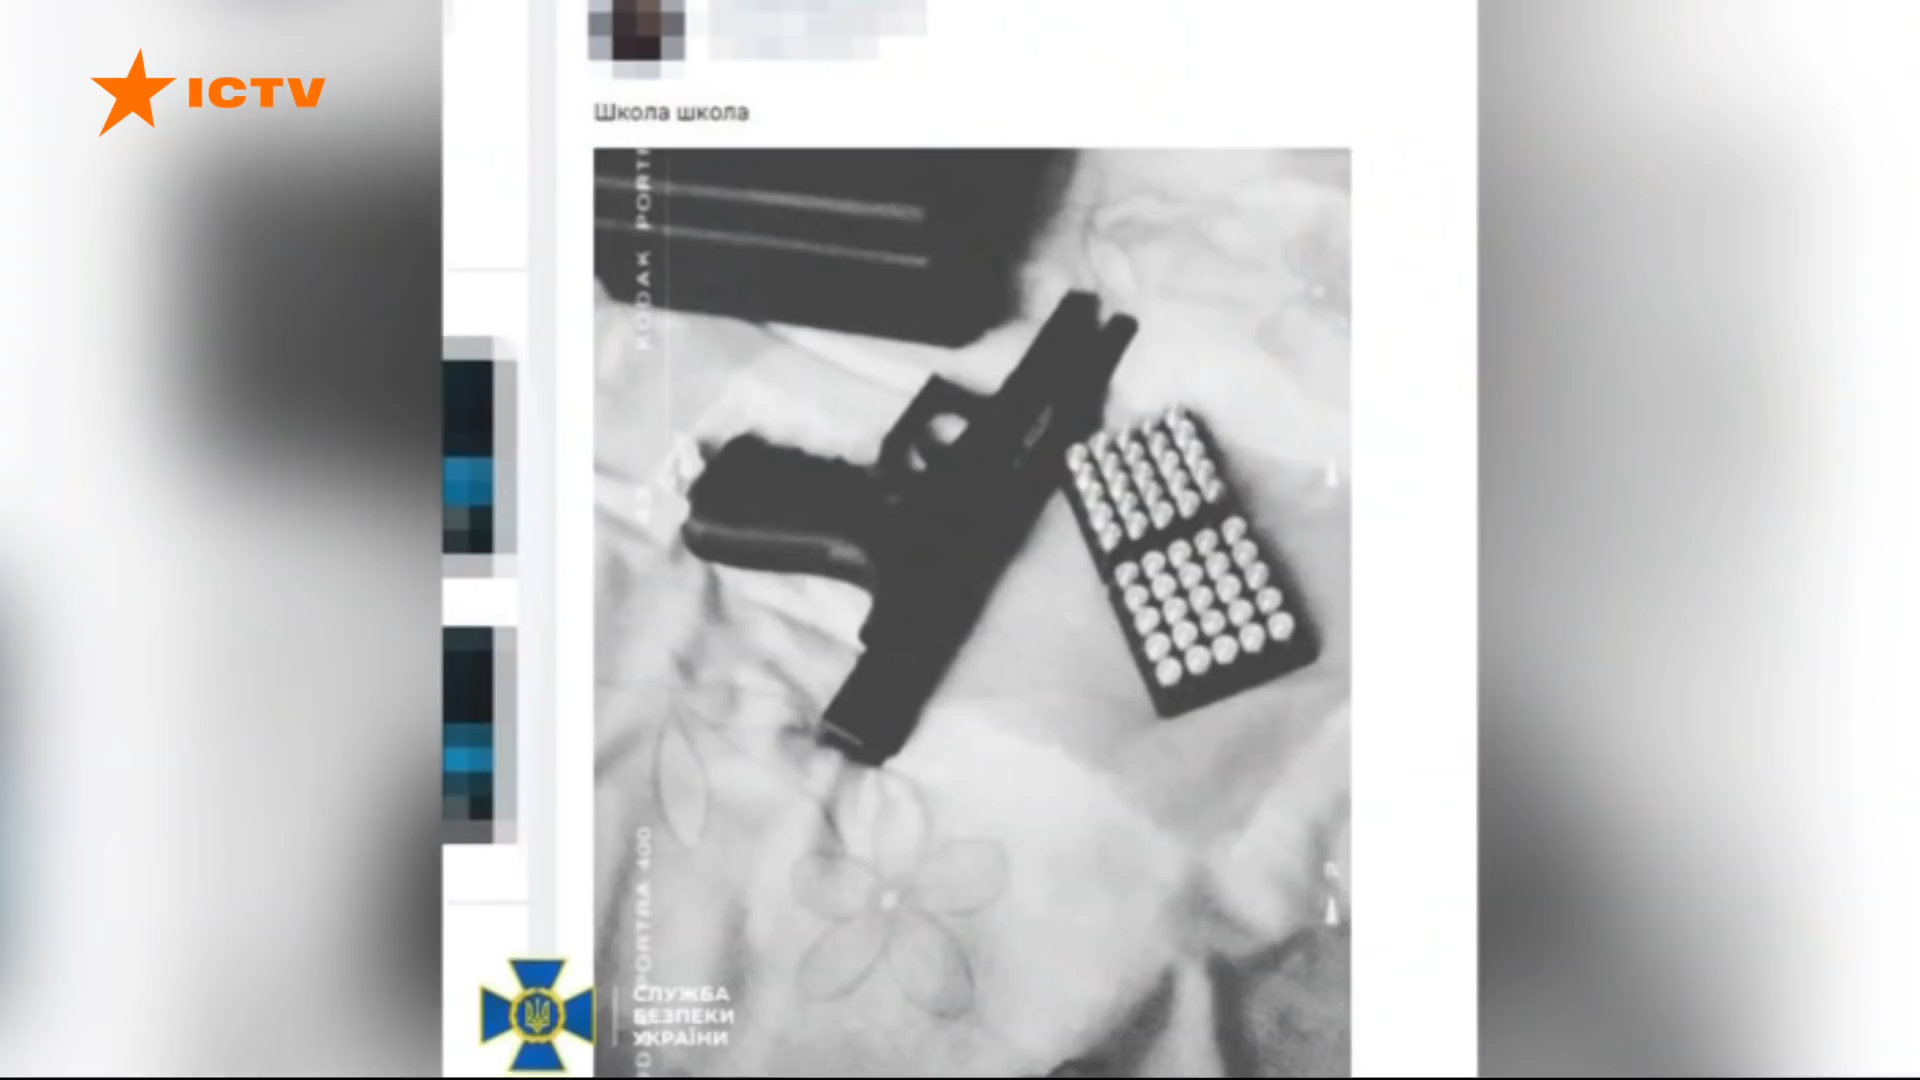 ICTV
Школа школа
KODAK PORT
PORTRA 400
СЛУЖБА
БЕЗПЕКИ
УКРАЇНИ